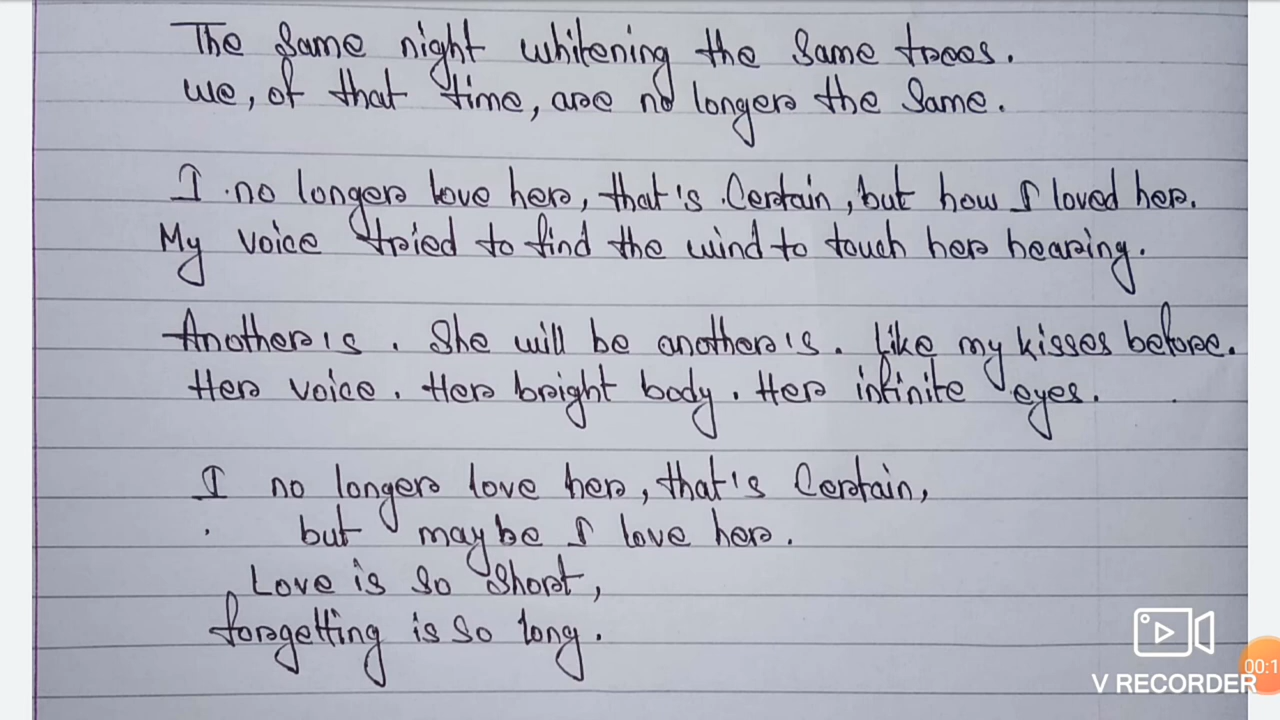 The Same night whitening the Same trees.
we, of that time, are no longer the Same.
I no longer love her, that's Certain, but how I loved her.
My voice tried to find the wind to touch her hearing.
Another's. She will be another's. Like my kisses before.
Her voice. Her bright body. Her infinite eyes.
I no longer love her, that's Certain,
but maybe I love her.
Love is so Short,
forgetting is so long.
V RECORDER
00:1